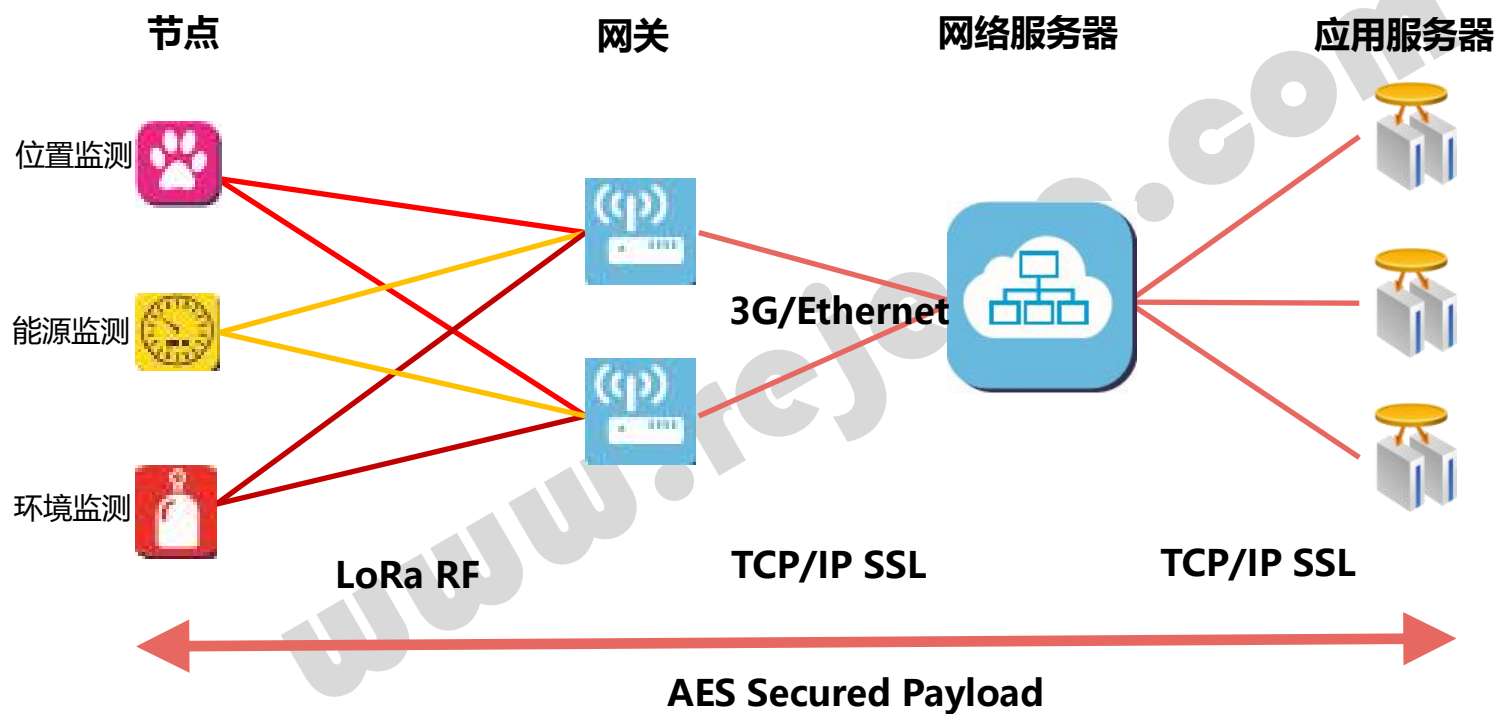 节点
网关
网络服务器
应用服务器
位置监测
能源监测
3G/Ethernet
环境监测
LoRa RF
TCP/IP SSL
TCP/IP SSL
AES Secured Payload